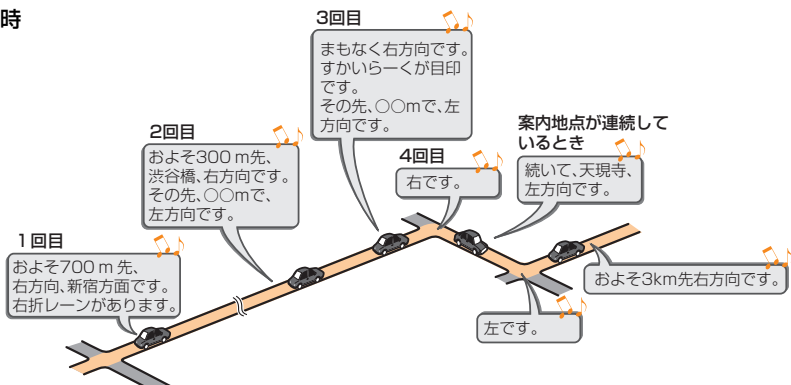 時
1回目
およそ700 m 先、
右方向、新宿方面です。
右折レーンがあります。
2回目
およそ300 m先、
渋谷橋、右方向です。
その先、○○mで、
左方向です。
3回目
まもなく右方向です。
すかいらーくが目印
です。
その先、○○mで、左
方向です。
4回目
右です。
案内地点が連続して
いるとき
続いて、天現寺、
左方向です。
左です。
およそ3km先右方向です。